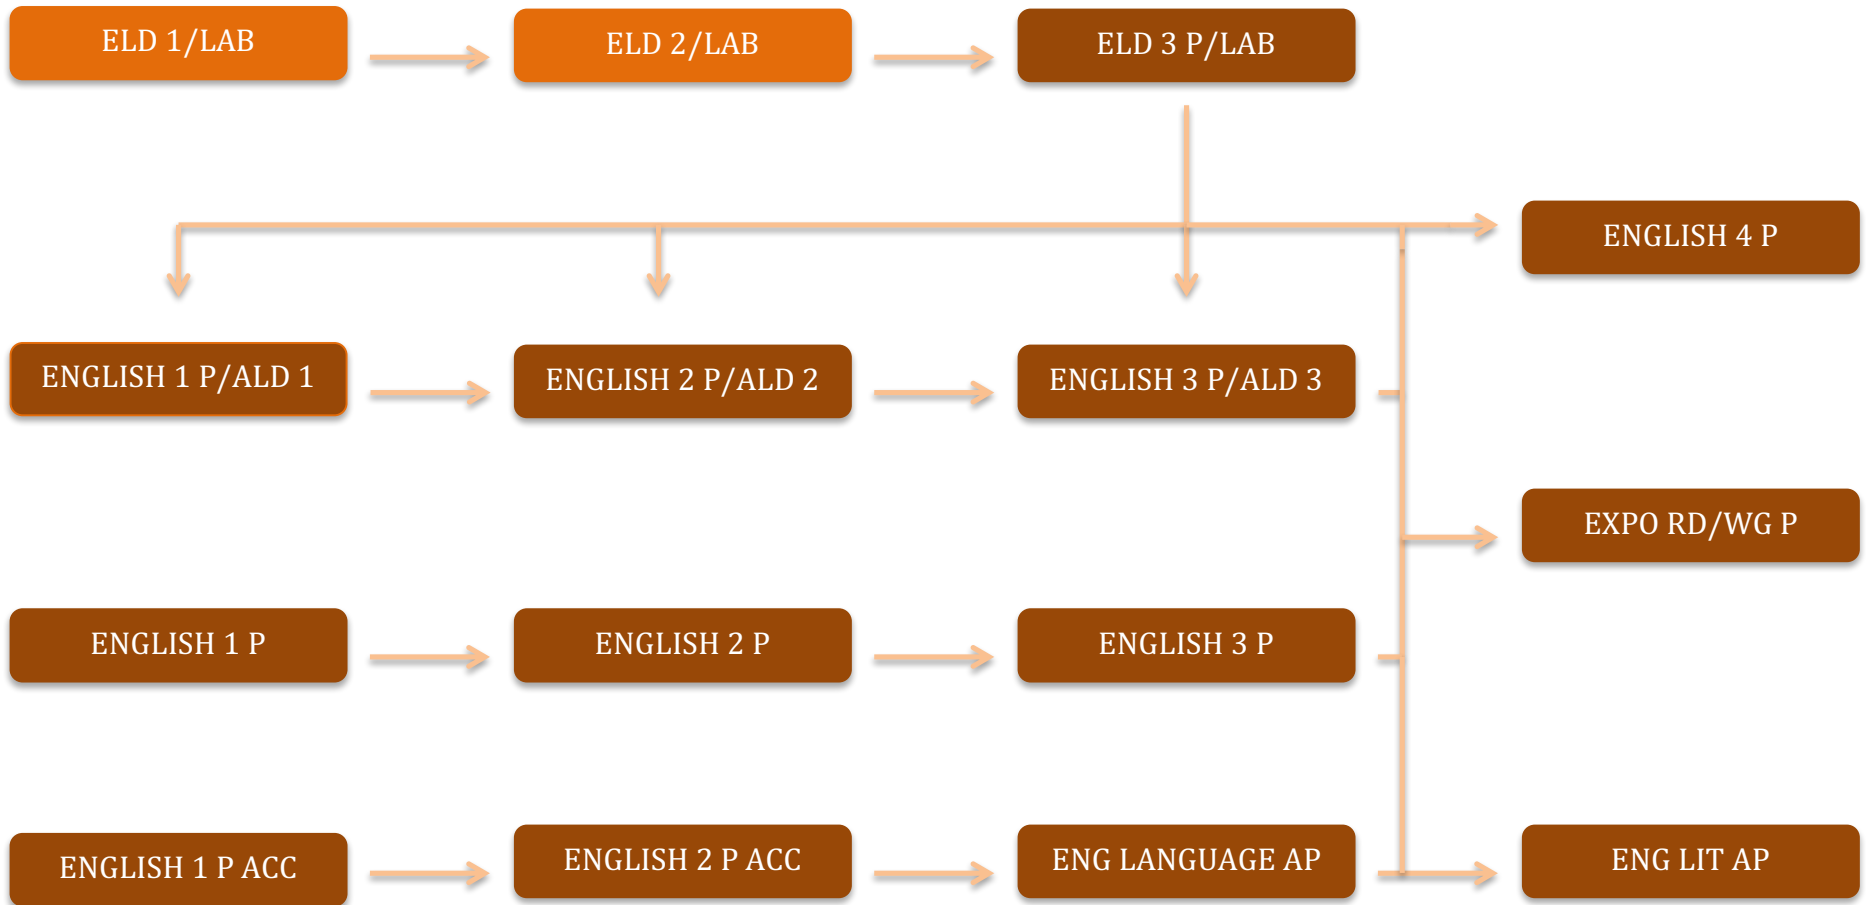 ELD 1/LAB
ELD 2/LAB
ELD 3 P/LAB
ENGLISH 4 P
ENGLISH 1 P/ALD 1
ENGLISH 2 P/ALD 2
ENGLISH 3 P/ALD 3
EXPO RD/WG P
ENGLISH 1 P
ENGLISH 2 P
ENGLISH 3 P
ENGLISH 1 P ACC
ENGLISH 2 P ACC
ENG LANGUAGE AP
ENG LIT AP